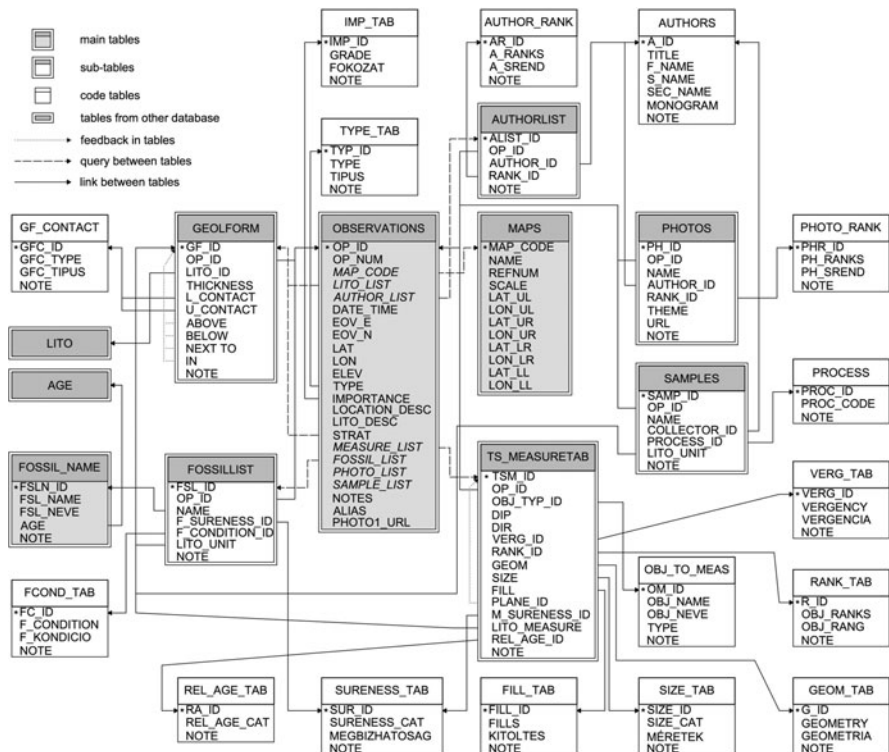 main tables
sub-tables
code tables
tables from other database
feedback in tables
query between tables
link between tables
IMP_TAB
*IMP_ID
GRADE
FOKOZAT
NOTE
AUTHOR_RANK
*AR_ID
A_RANKS
A_SREND
NOTE
AUTHORS
*A_ID
TITLE
F_NAME
S_NAME
SEC_NAME
MONOGRAM
NOTE
TYPE_TAB
*TYP_ID
TYPE
TIPUS
NOTE
AUTHORLIST
*ALIST_ID
OP_ID
AUTHOR_ID
RANK_ID
NOTE
GF_CONTACT
*GFC_ID
GFC_TYPE
GFC_TIPUS
NOTE
GEOLFORM
*GF_ID
OP_ID
LITO_ID
THICKNESS
L_CONTACT
U_CONTACT
ABOVE
BELOW
NEXT TO
IN
NOTE
OBSERVATIONS
*OP_ID
OP_NUM
MAP_CODE
LITO_LIST
AUTHOR_LIST
DATE_TIME
EOV_E
EOV_N
LAT
LON
ELEV
TYPE
IMPORTANCE
LOCATION_DESC
LITO_DESC
STRAT
MEASURE_LIST
FOSSIL_LIST
PHOTO_LIST
SAMPLE_LIST
NOTES
ALIAS
PHOTO1_URL
MAPS
*MAP_CODE
NAME
REFNUM
SCALE
LAT_UL
LON_UL
LAT_UR
LON_UR
LAT_LR
LON_LR
LAT_LL
LON_LL
PHOTOS
*PH_ID
OP_ID
NAME
AUTHOR_ID
RANK_ID
THEME
URL
NOTE
PHOTO_RANK
*PHR_ID
PH_RANKS
PH_SREND
NOTE
LITO
AGE
SAMPLES
*SAMP_ID
OP_ID
NAME
COLLECTOR_ID
PROCESS_ID
LITO_UNIT
NOTE
PROCESS
*PROC_ID
PROC_CODE
NOTE
FOSSIL_NAME
*FSLN_ID
FSL_NAME
FSL_NEVE
AGE
NOTE
FOSSILLIST
*FSL_ID
OP_ID
NAME
F_SURENESS_ID
F_CONDITION_ID
LITO_UNIT
NOTE
TS_MEASURETAB
*TSM_ID
OP_ID
OBJ_TYP_ID
DIP
DIR
VERG_ID
RANK_ID
GEOM
SIZE
FILL
PLANE_ID
M_SURENESS_ID
LITO_MEASURE
REL_AGE_ID
NOTE
VERG_TAB
*VERG_ID
VERGENCY
VERGENCIA
NOTE
FCOND_TAB
*FC_ID
F_CONDITION
F_KONDICIO
NOTE
OBJ_TO_MEAS
*OM_ID
OBJ_NAME
OBJ_NEVE
TYPE
NOTE
RANK_TAB
*R_ID
OBJ_RANKS
OBJ_RANG
NOTE
REL_AGE_TAB
*RA_ID
REL_AGE_CAT
NOTE
SURENESS_TAB
*SUR_ID
SURENESS_CAT
MEGBIZHATOSAG
NOTE
FILL_TAB
*FILL_ID
FILLS
KITOLTES
NOTE
SIZE_TAB
*SIZE_ID
SIZE_CAT
MÉRETEK
NOTE
GEOM_TAB
*G_ID
GEOMETRY
GEOMETRIA
NOTE